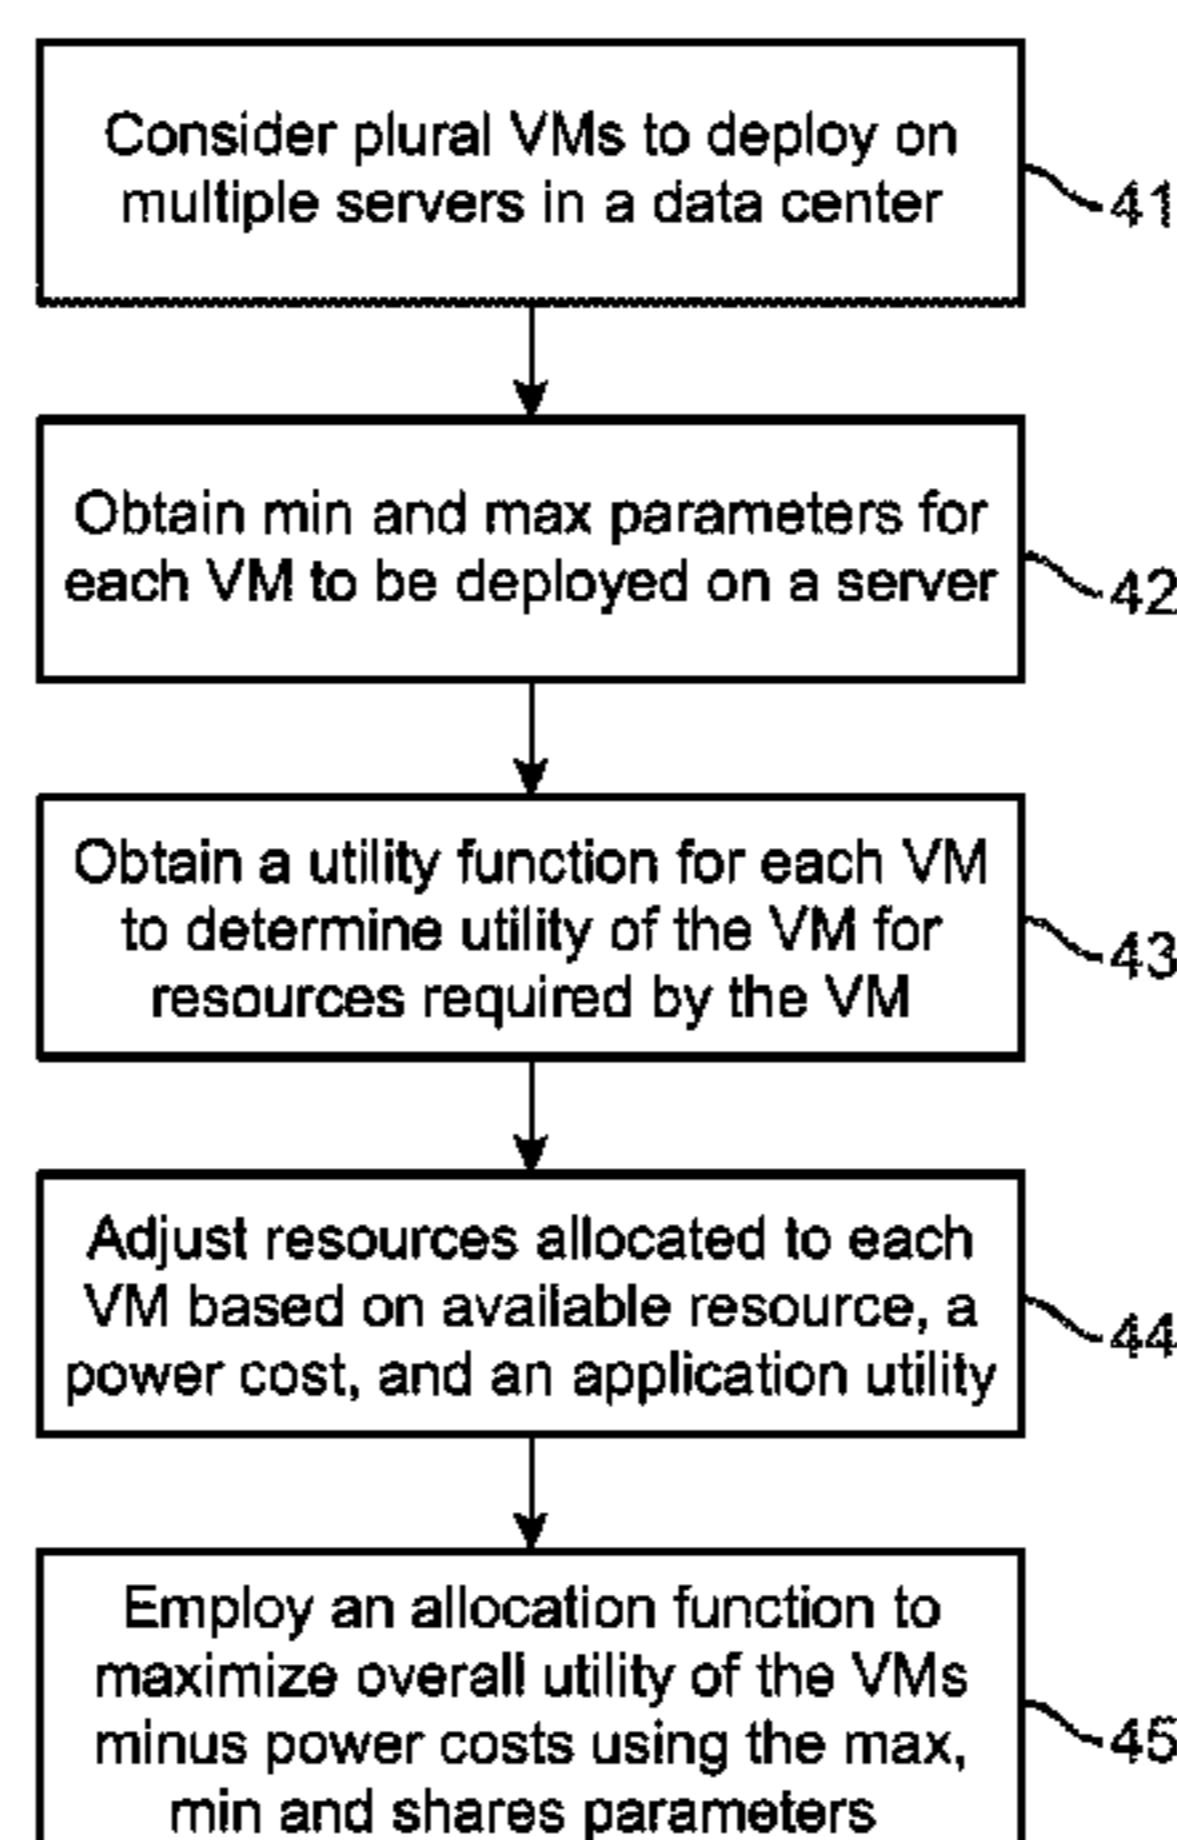 Consider plural VMs to deploy on
multiple servers in a data center
41
Obtain min and max parameters for
each VM to be deployed on a server
42
Obtain a utility function for each VM
to determine utility of the VM for
resources required by the VM
43
Adjust resources allocated to each
VM based on available resource, a
power cost, and an application utility
44
Employ an allocation function to
maximize overall utility of the VMs
minus power costs using the max,
min and shares parameters
45